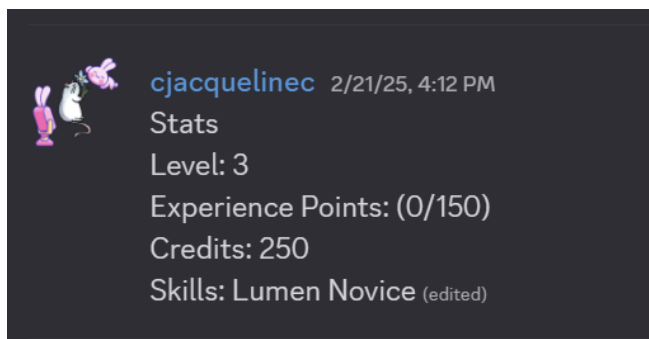 cjacquelinec 2/21/25, 4:12 PM
Stats
Level: 3
Experience Points: (0/150)
Credits: 250
Skills: Lumen Novice (edited)